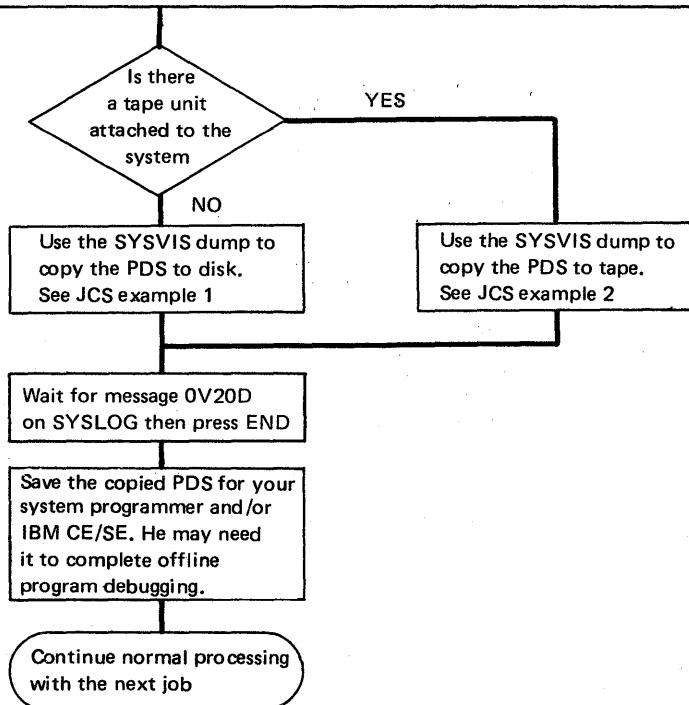 Is there
a tape unit
attached to the
system
YES
NO
Use the SYSVIS dump to
copy the PDS to disk.
See JCS example 1
Use the SYSVIS dump to
copy the PDS to tape.
See JCS example 2
Wait for message 0V20D
on SYSLOG then press END
Save the copied PDS for your
system programmer and/or
IBM CE/SE. He may need
it to complete offline
program debugging.
Continue normal processing
with the next job